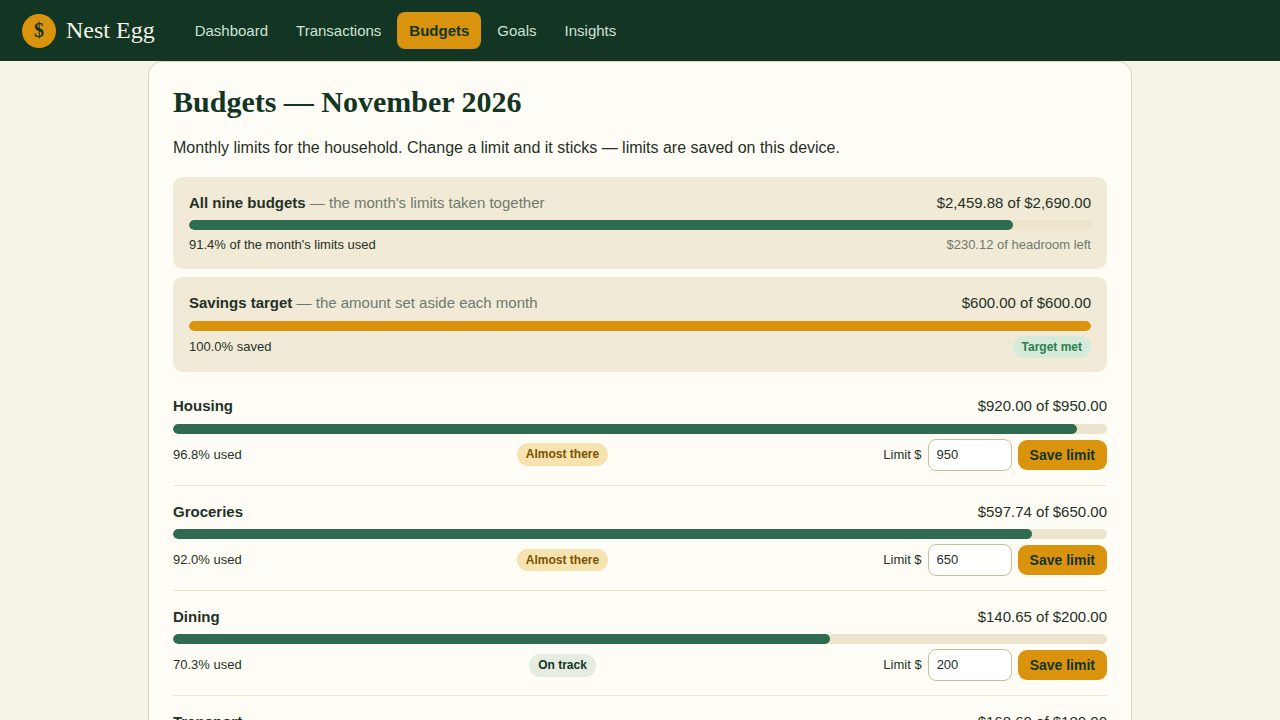 $ Nest Egg Dashboard Transactions Budgets Goals Insights
Budgets — November 2026
Monthly limits for the household. Change a limit and it sticks — limits are saved on this device.
All nine budgets — the month's limits taken together $2,459.88 of $2,690.00
91.4% of the month's limits used $230.12 of headroom left
Savings target — the amount set aside each month $600.00 of $600.00
100.0% saved Target met
Housing $920.00 of $950.00
96.8% used Almost there Limit $ 950 Save limit
Groceries $597.74 of $650.00
92.0% used Almost there Limit $ 650 Save limit
Dining $140.65 of $200.00
70.3% used On track Limit $ 200 Save limit